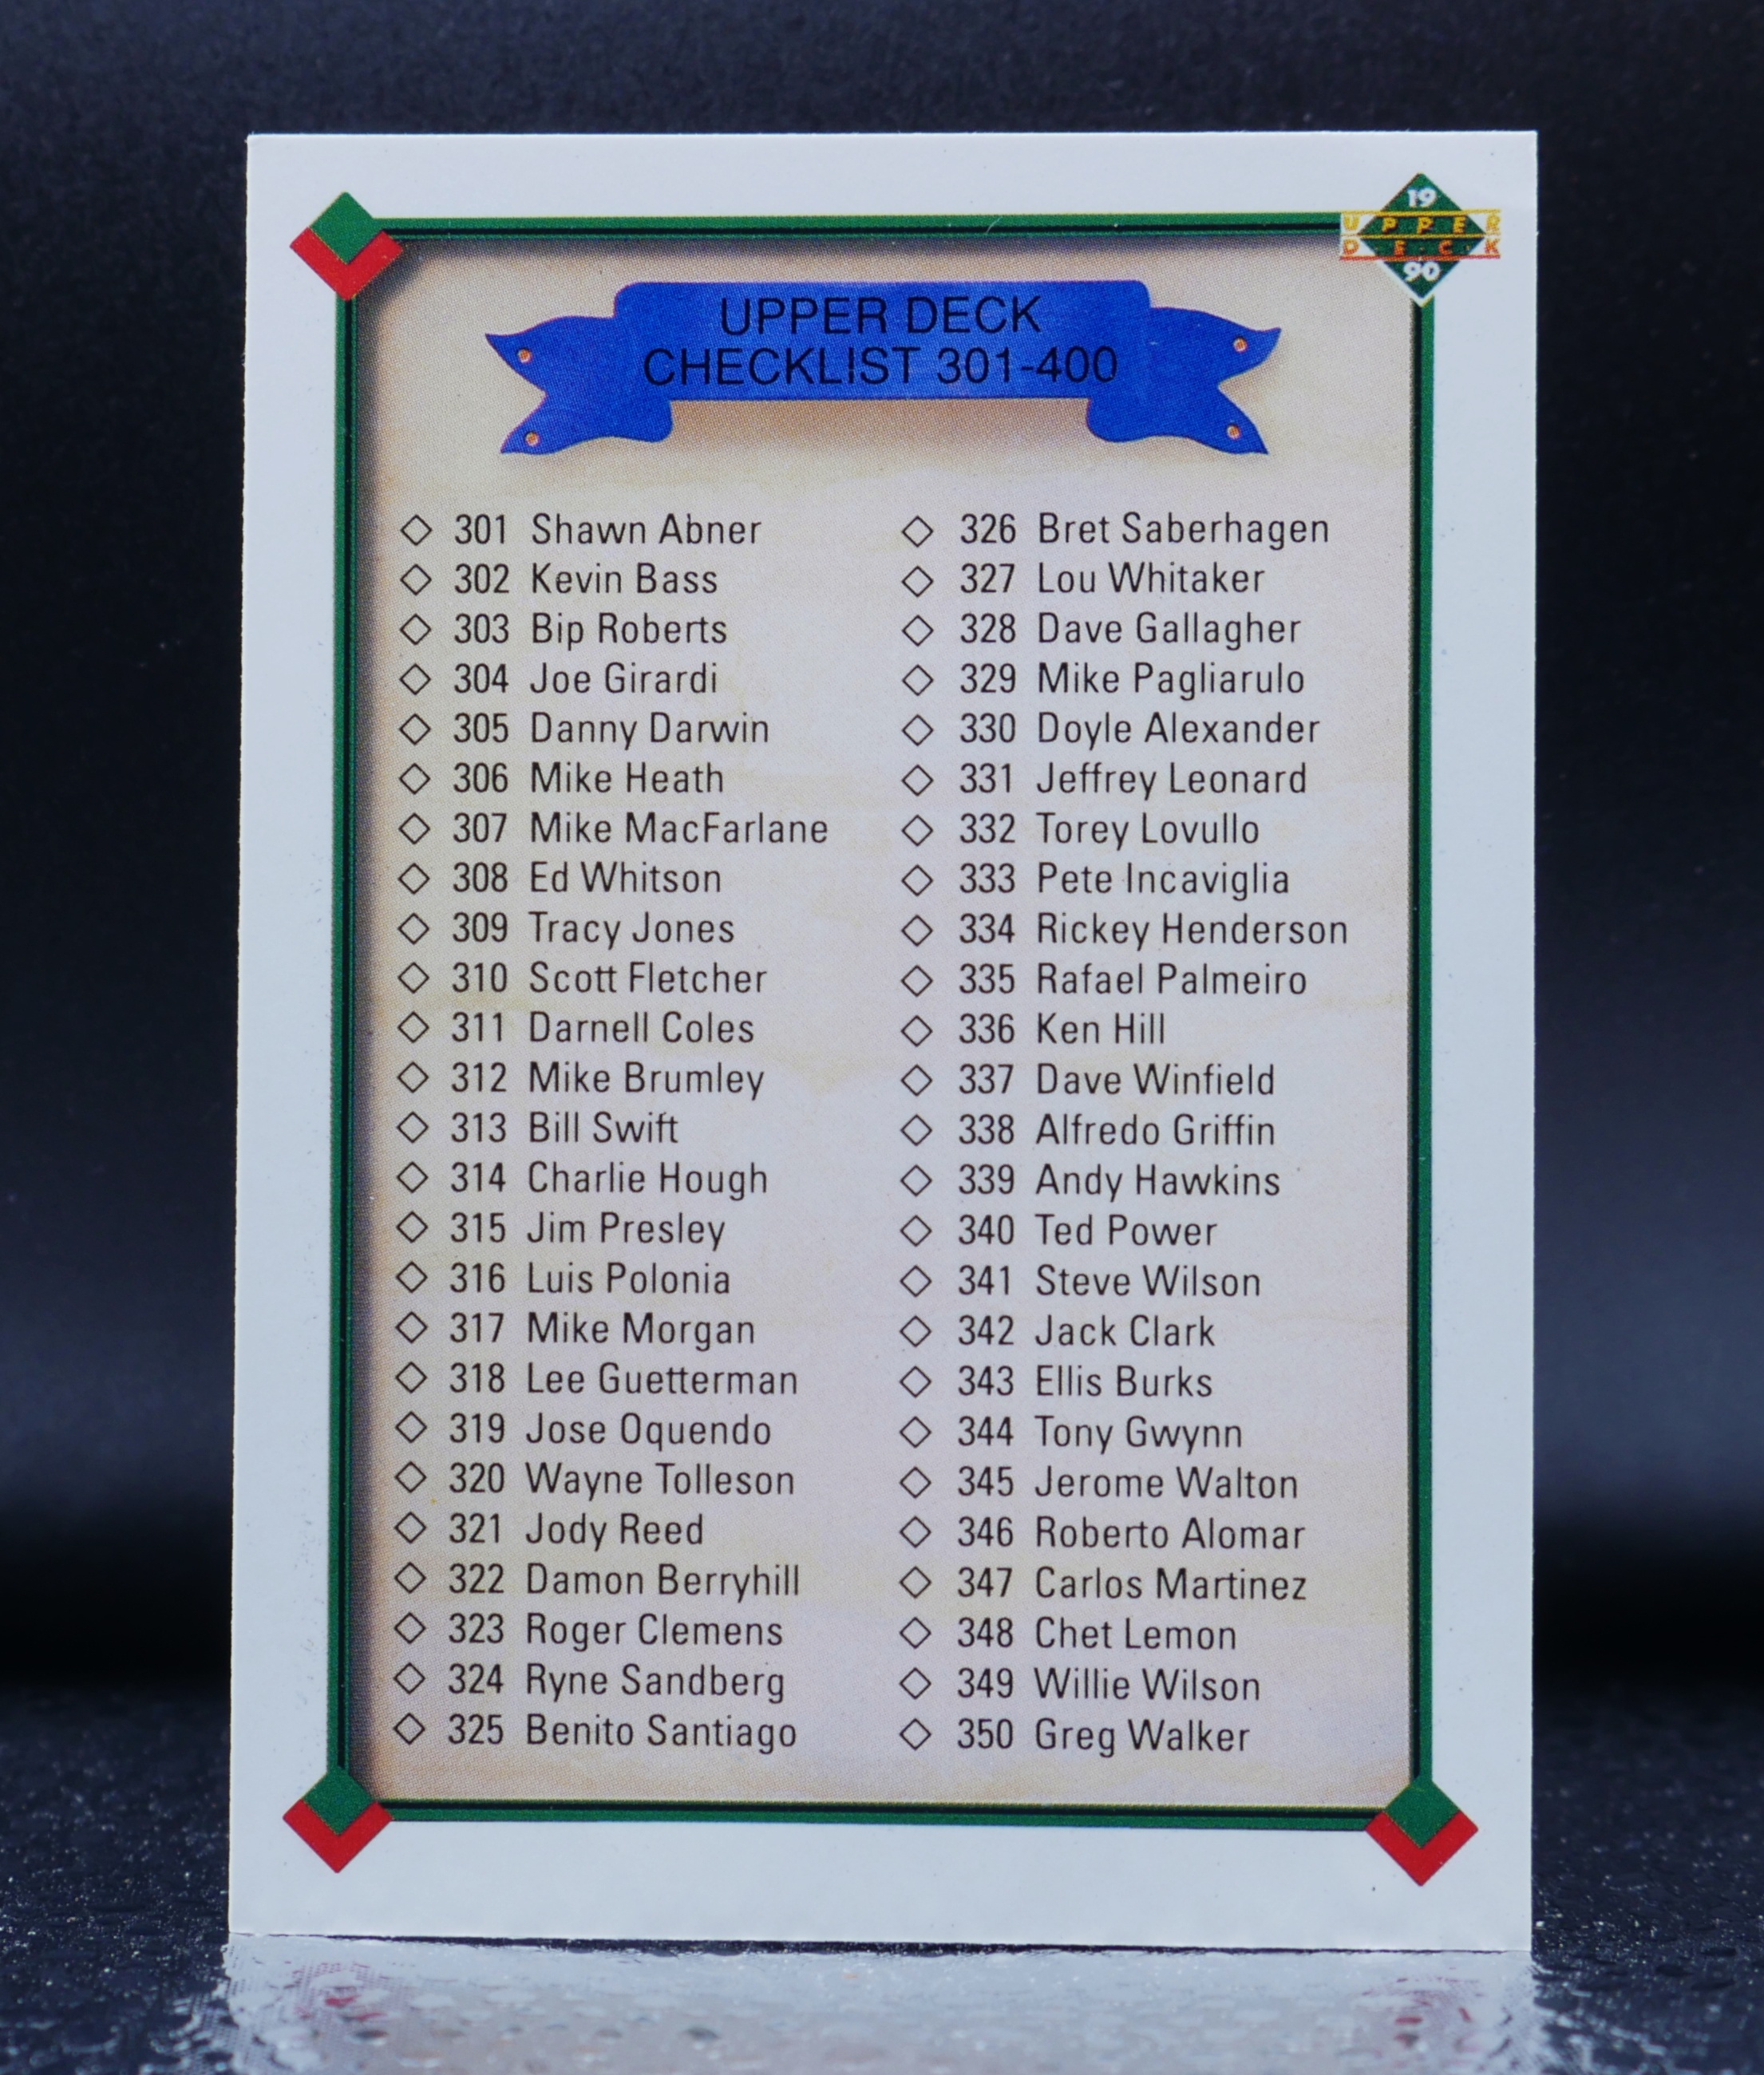 19
UPPER
DECK
90
UPPER DECK
CHECKLIST 301-400
301 Shawn Abner
302 Kevin Bass
303 Bip Roberts
304 Joe Girardi
305 Danny Darwin
306 Mike Heath
307 Mike MacFarlane
308 Ed Whitson
309 Tracy Jones
310 Scott Fletcher
311 Darnell Coles
312 Mike Brumley
313 Bill Swift
314 Charlie Hough
315 Jim Presley
316 Luis Polonia
317 Mike Morgan
318 Lee Guetterman
319 Jose Oquendo
320 Wayne Tolleson
321 Jody Reed
322 Damon Berryhill
323 Roger Clemens
324 Ryne Sandberg
325 Benito Santiago
326 Bret Saberhagen
327 Lou Whitaker
328 Dave Gallagher
329 Mike Pagliarulo
330 Doyle Alexander
331 Jeffrey Leonard
332 Torey Lovullo
333 Pete Incaviglia
334 Rickey Henderson
335 Rafael Palmeiro
336 Ken Hill
337 Dave Winfield
338 Alfredo Griffin
339 Andy Hawkins
340 Ted Power
341 Steve Wilson
342 Jack Clark
343 Ellis Burks
344 Tony Gwynn
345 Jerome Walton
346 Roberto Alomar
347 Carlos Martinez
348 Chet Lemon
349 Willie Wilson
350 Greg Walker